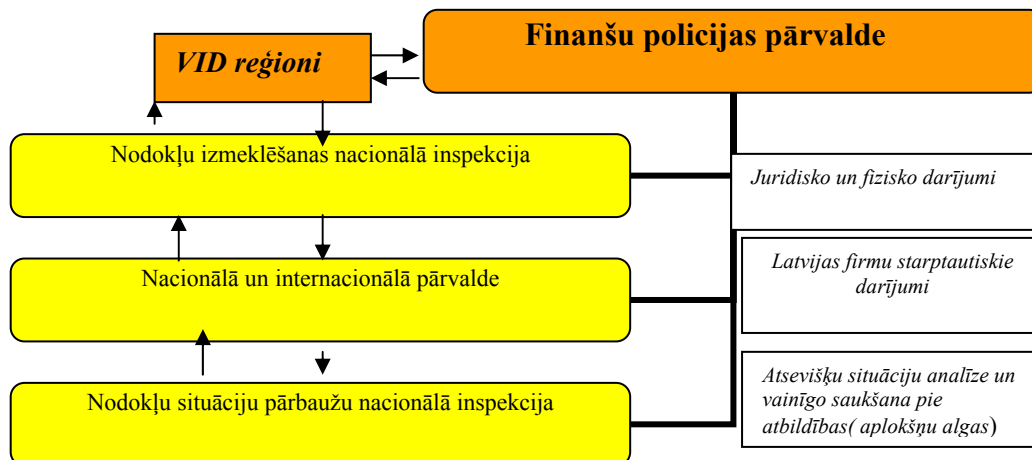 Finanšu policijas pārvalde
VID reģioni
Nodokļu izmeklēšanas nacionālā inspekcija
Juridisko un fizisko darījumi
Nacionālā un internacionālā pārvalde
Latvijas firmu starptautiskie
darījumi
Nodokļu situāciju pārbaužu nacionālā inspekcija
Atsevišķu situāciju analīze un
vainīgo saukšana pie
atbildības( aplokšņu algas)